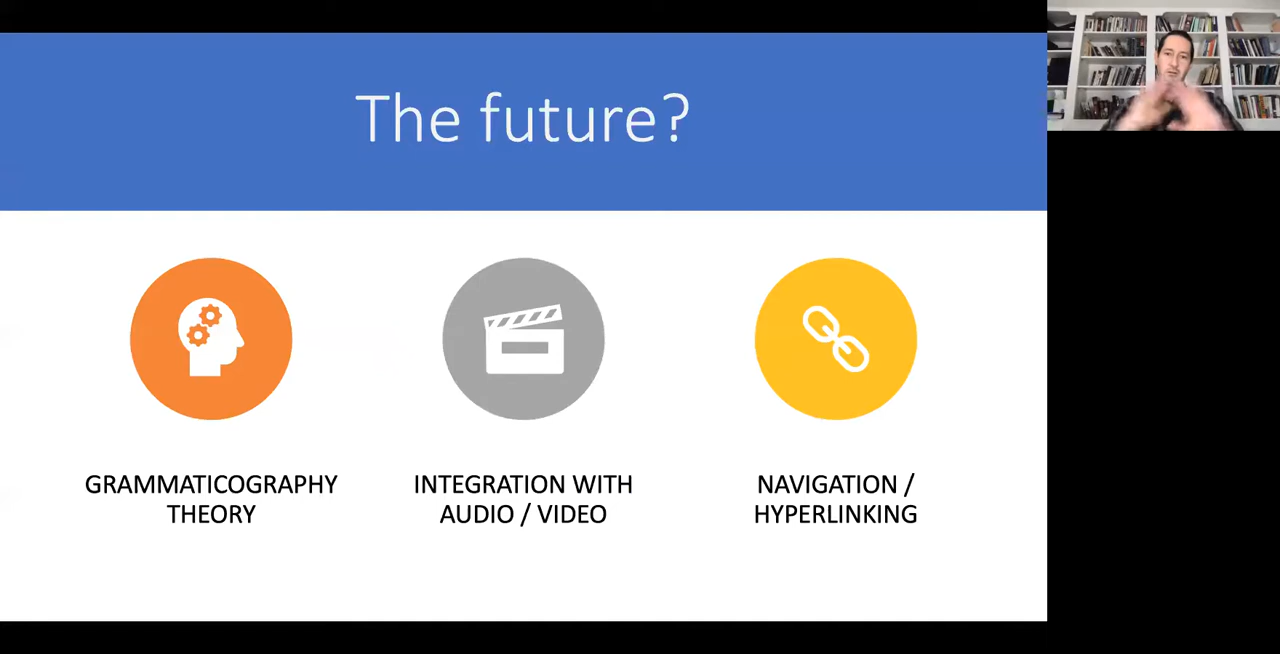 The future?
GRAMMATICOGRAPHY
THEORY
INTEGRATION WITH
AUDIO / VIDEO
NAVIGATION /
HYPERLINKING